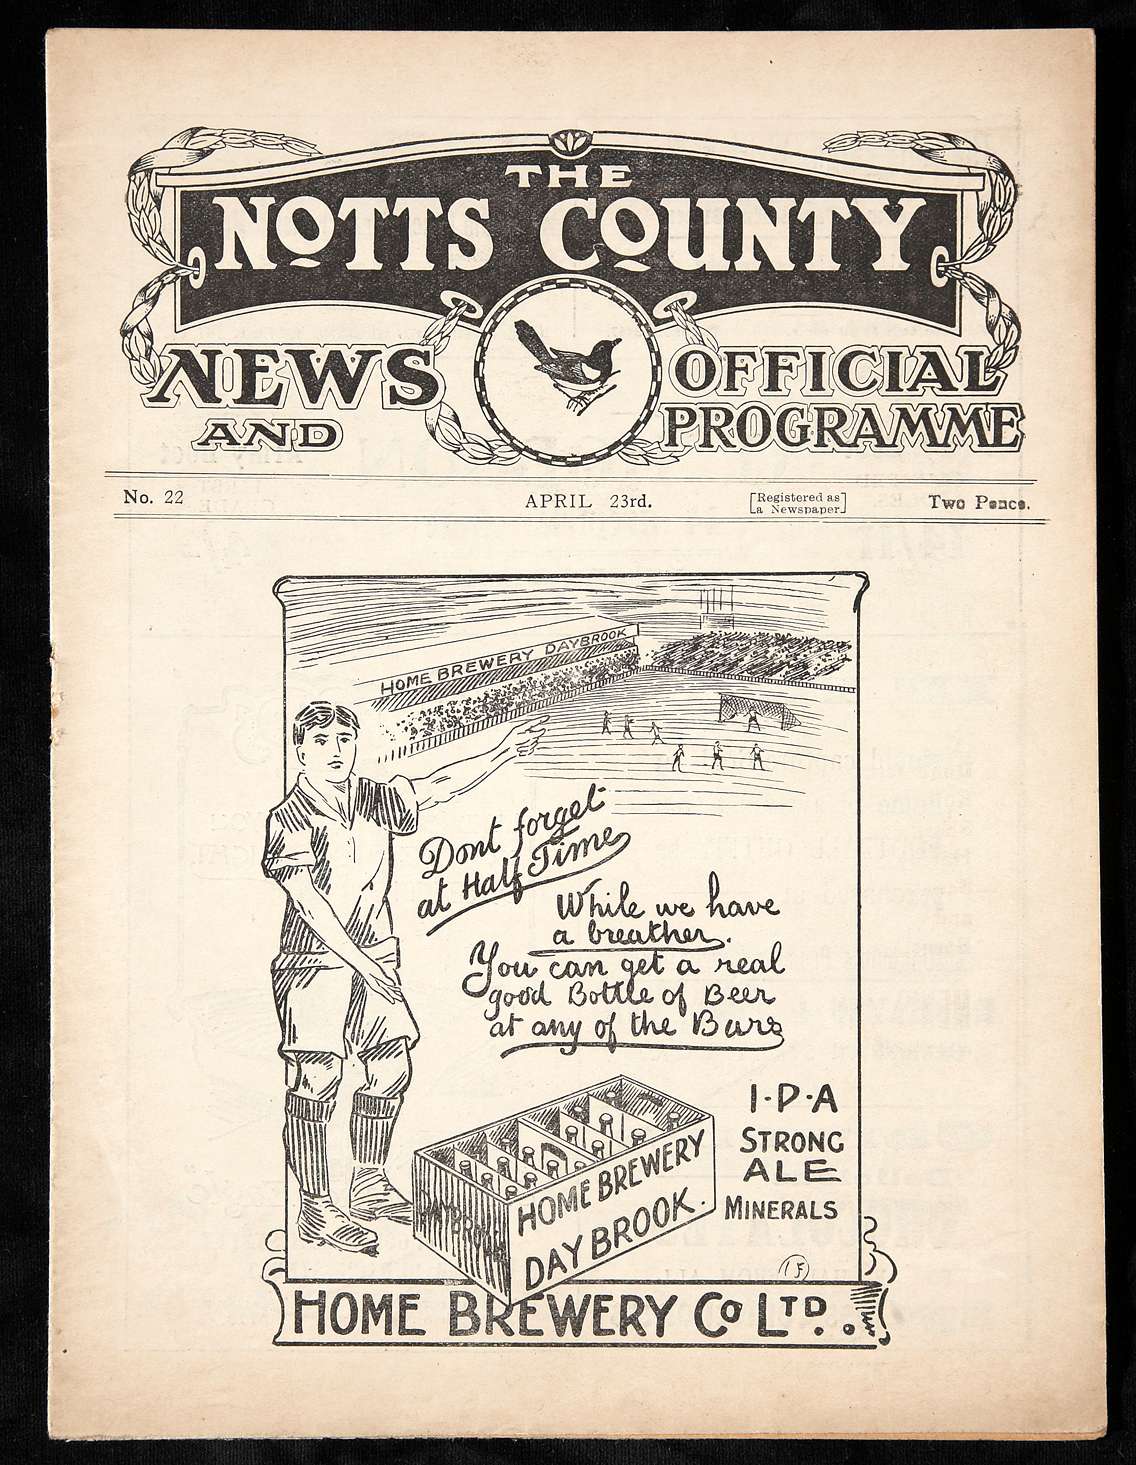 THE
NOTTS COUNTY
NEWS
AND
OFFICIAL
PROGRAMME
No. 22
APRIL 23rd.
[Registered as]
[a Newspaper]
Two Pence.
HOME BREWERY DAYBROOK
Dont forget
at Half Time
While we have
a breather.
You can get a real
good Bottle of Beer
at any of the Bars
I·P·A
STRONG
ALE
MINERALS
HOME BREWERY
DAYBROOK.
DAYBROOK
HOME BREWERY CO LTD.